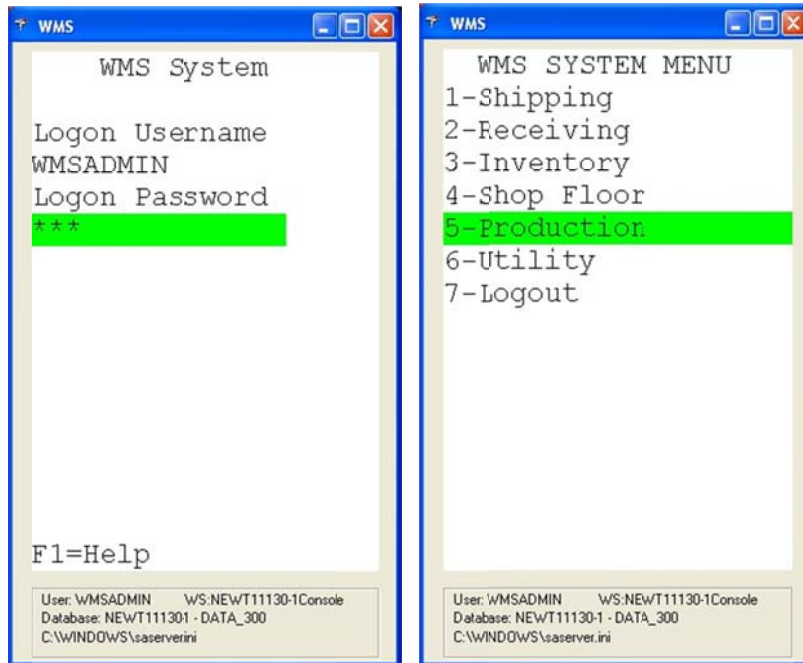 WMS
WMS System
Logon Username
WMSADMIN
Logon Password
***
F1=Help
User: WMSADMIN WS:NEWT11130-1Console
Database: NEWT111301 - DATA_300
C:\WINDOWS\saserverini
WMS
WMS SYSTEM MENU
1-Shipping
2-Receiving
3-Inventory
4-Shop Floor
5-Production
6-Utility
7-Logout
User: WMSADMIN WS:NEWT11130-1Console
Database: NEWT11130-1 - DATA_300
C:\WINDOWS\saserver.ini